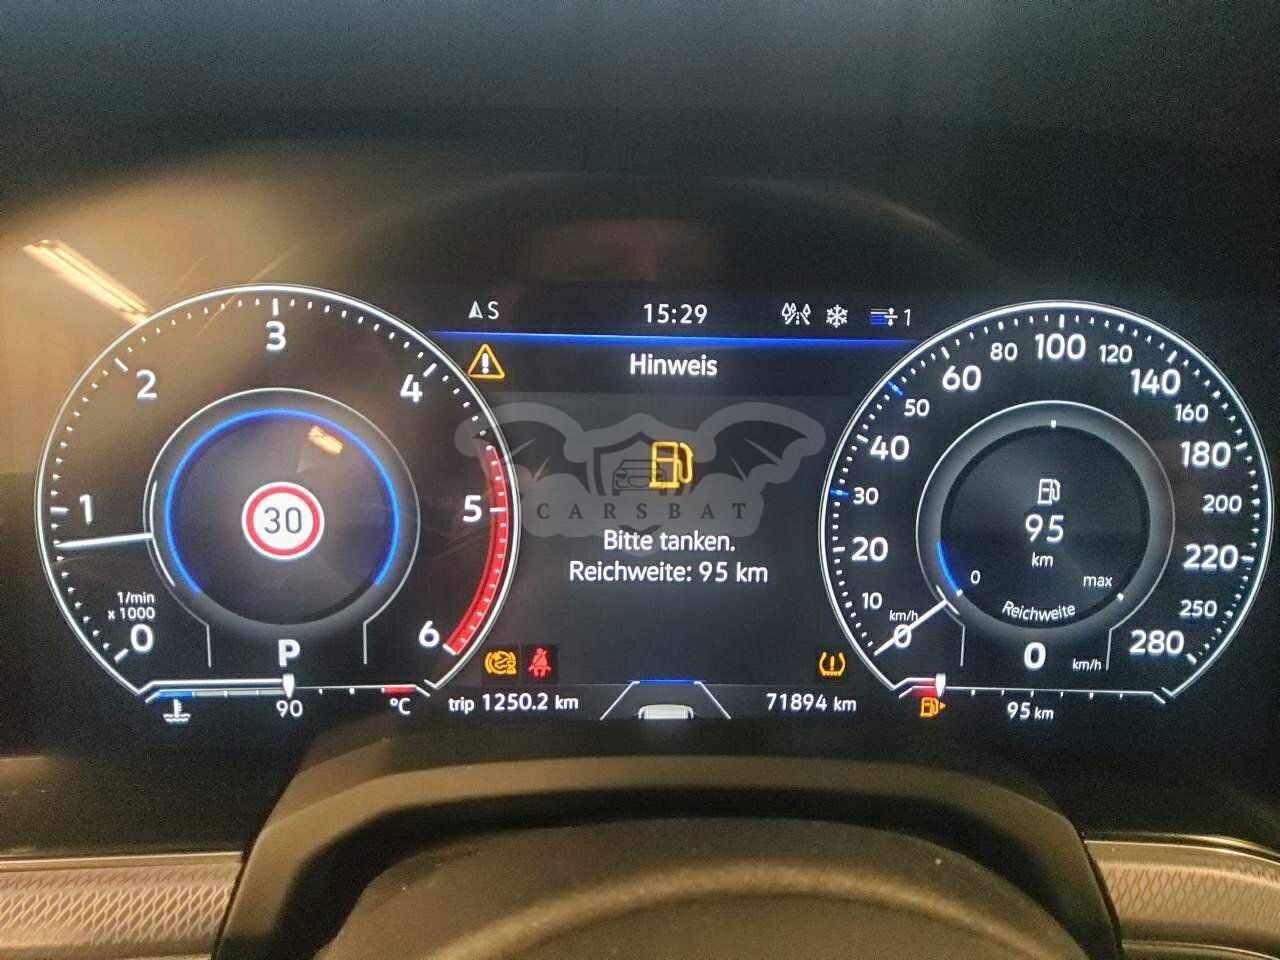 S 15:29 1
Hinweis
CARSBAT
Bitte tanken.
Reichweite: 95 km
0 1 2 3 4 5 6
1/min
x 1000
30
P
90 °C
trip 1250.2 km
71894 km
0 10 20 30 40 50 60 80 100 120 140 160 180 200 220 250 280
km/h
95
km
0 max
Reichweite
0 km/h
95 km